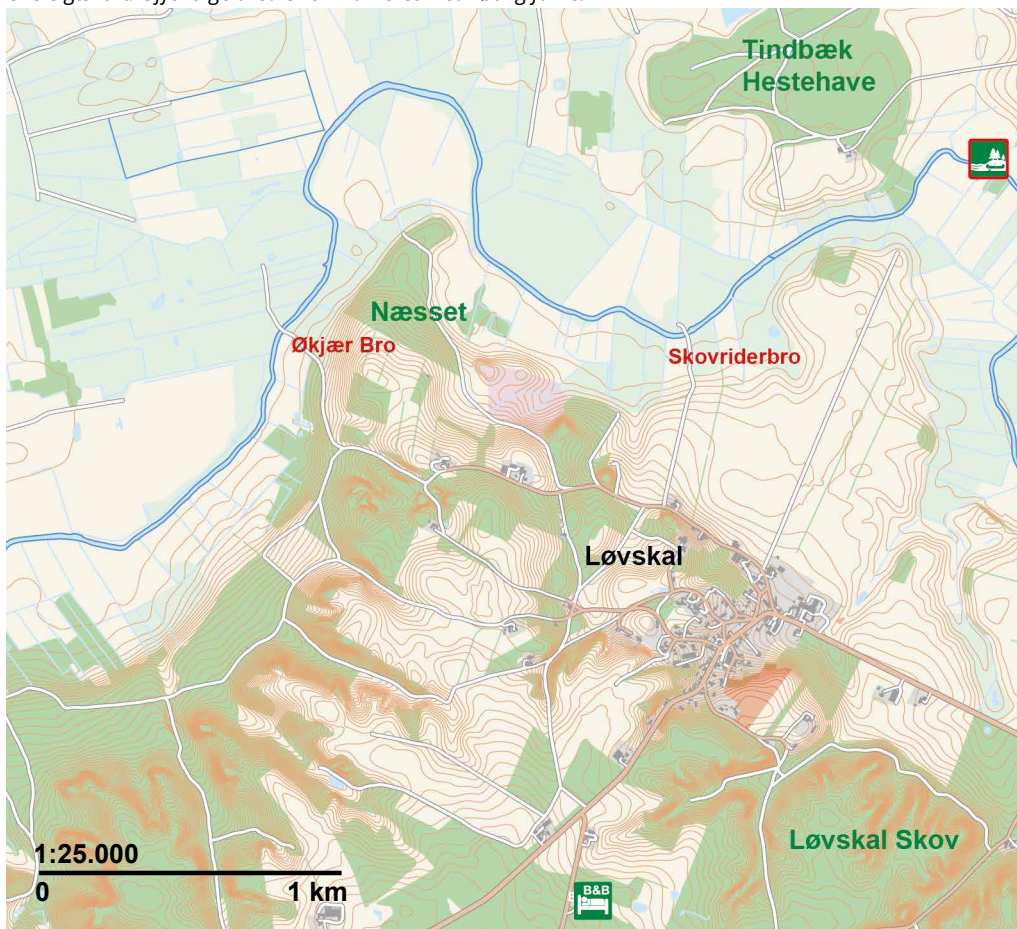 Tindbæk
Hestehave
Næsset
Økjær Bro
Skovriderbro
Løvskal
Løvskal Skov
1:25.000
0 1 km
B&B